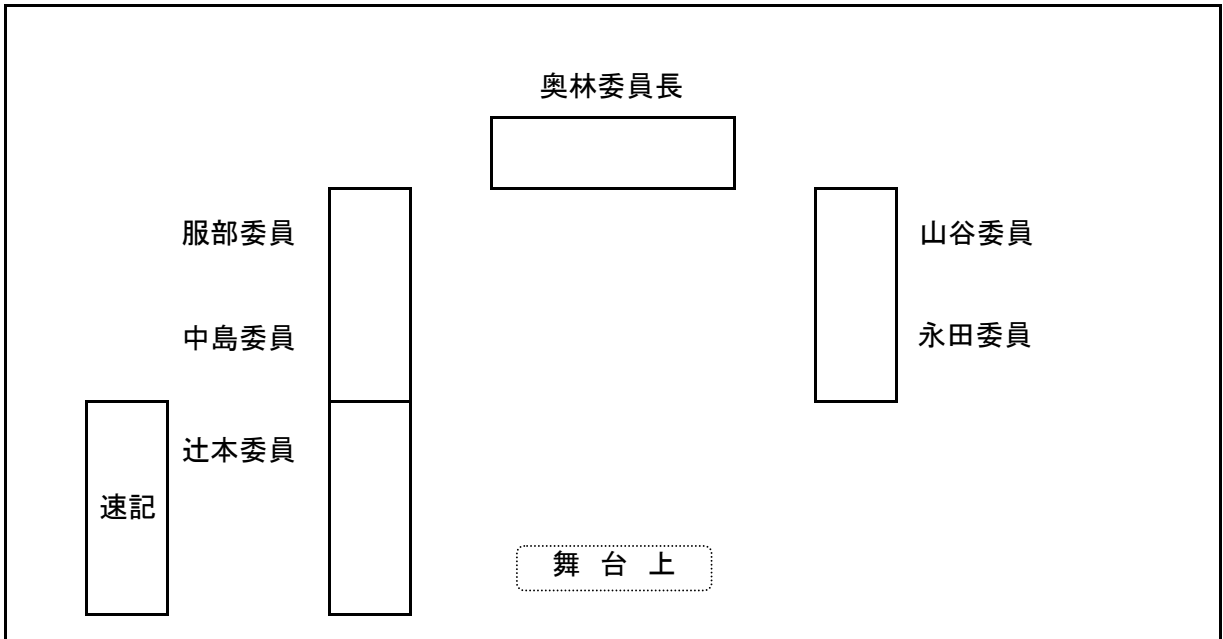 奥林委員長
服部委員
山谷委員
中島委員
永田委員
辻本委員
速記
舞 台 上